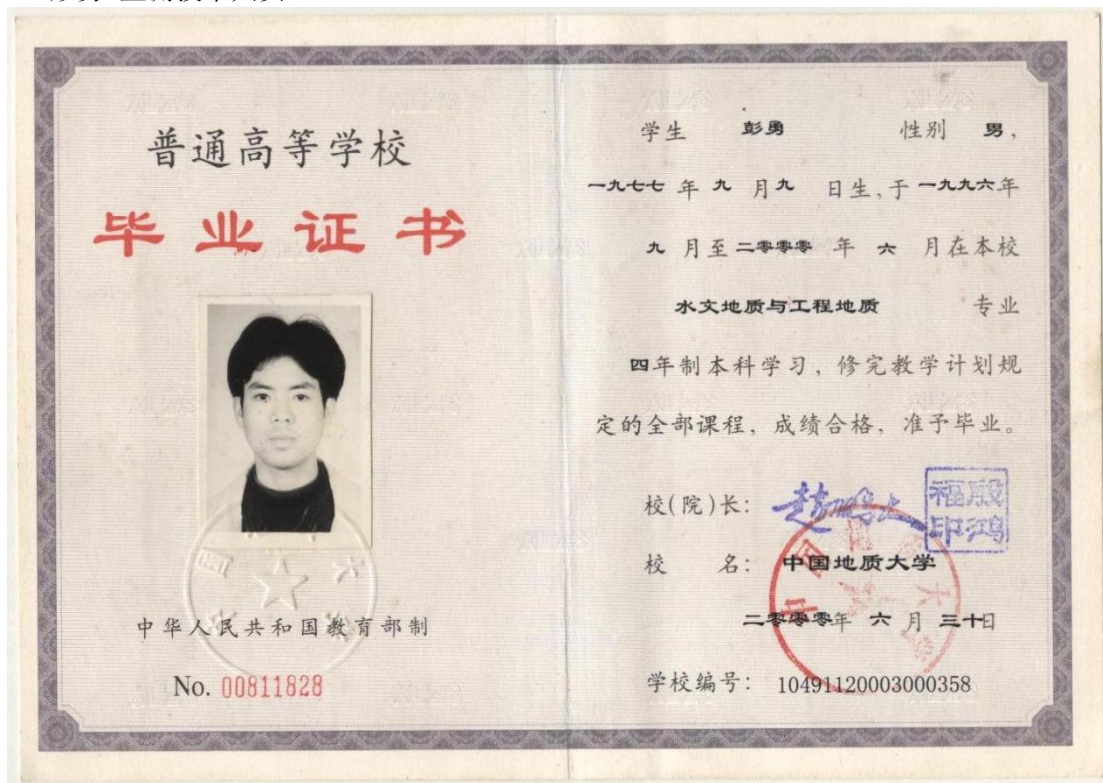 普通高等学校
毕业证书
中华人民共和国教育部制
No. 00811828
学生 彭勇 性别 男,
一九七七 年 九 月 九 日生,于 一九九六年
九 月至 二零零零 年 六 月在本校
水文地质与工程地质 专业
四年制本科学习,修完教学计划规
定的全部课程,成绩合格,准予毕业。
校(院)长: 赵鹏大
殷鸿福印
校 名: 中国地质大学
二零零零年 六 月 三十日
学校编号: 10491120003000358